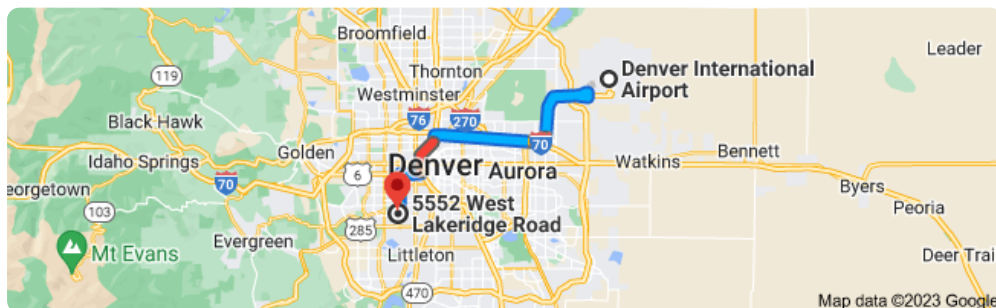 Broomfield
Leader
119
Thornton
Denver International
Airport
Westminster
76
270
Black Hawk
70
Golden
Idaho Springs
Denver
Aurora
Watkins
Bennett
6
70
eorgetown
Byers
5552 West
Lakeridge Road
103
Peoria
285
Evergreen
Mt Evans
Littleton
Deer Trai
470
Map data ©2023 Google